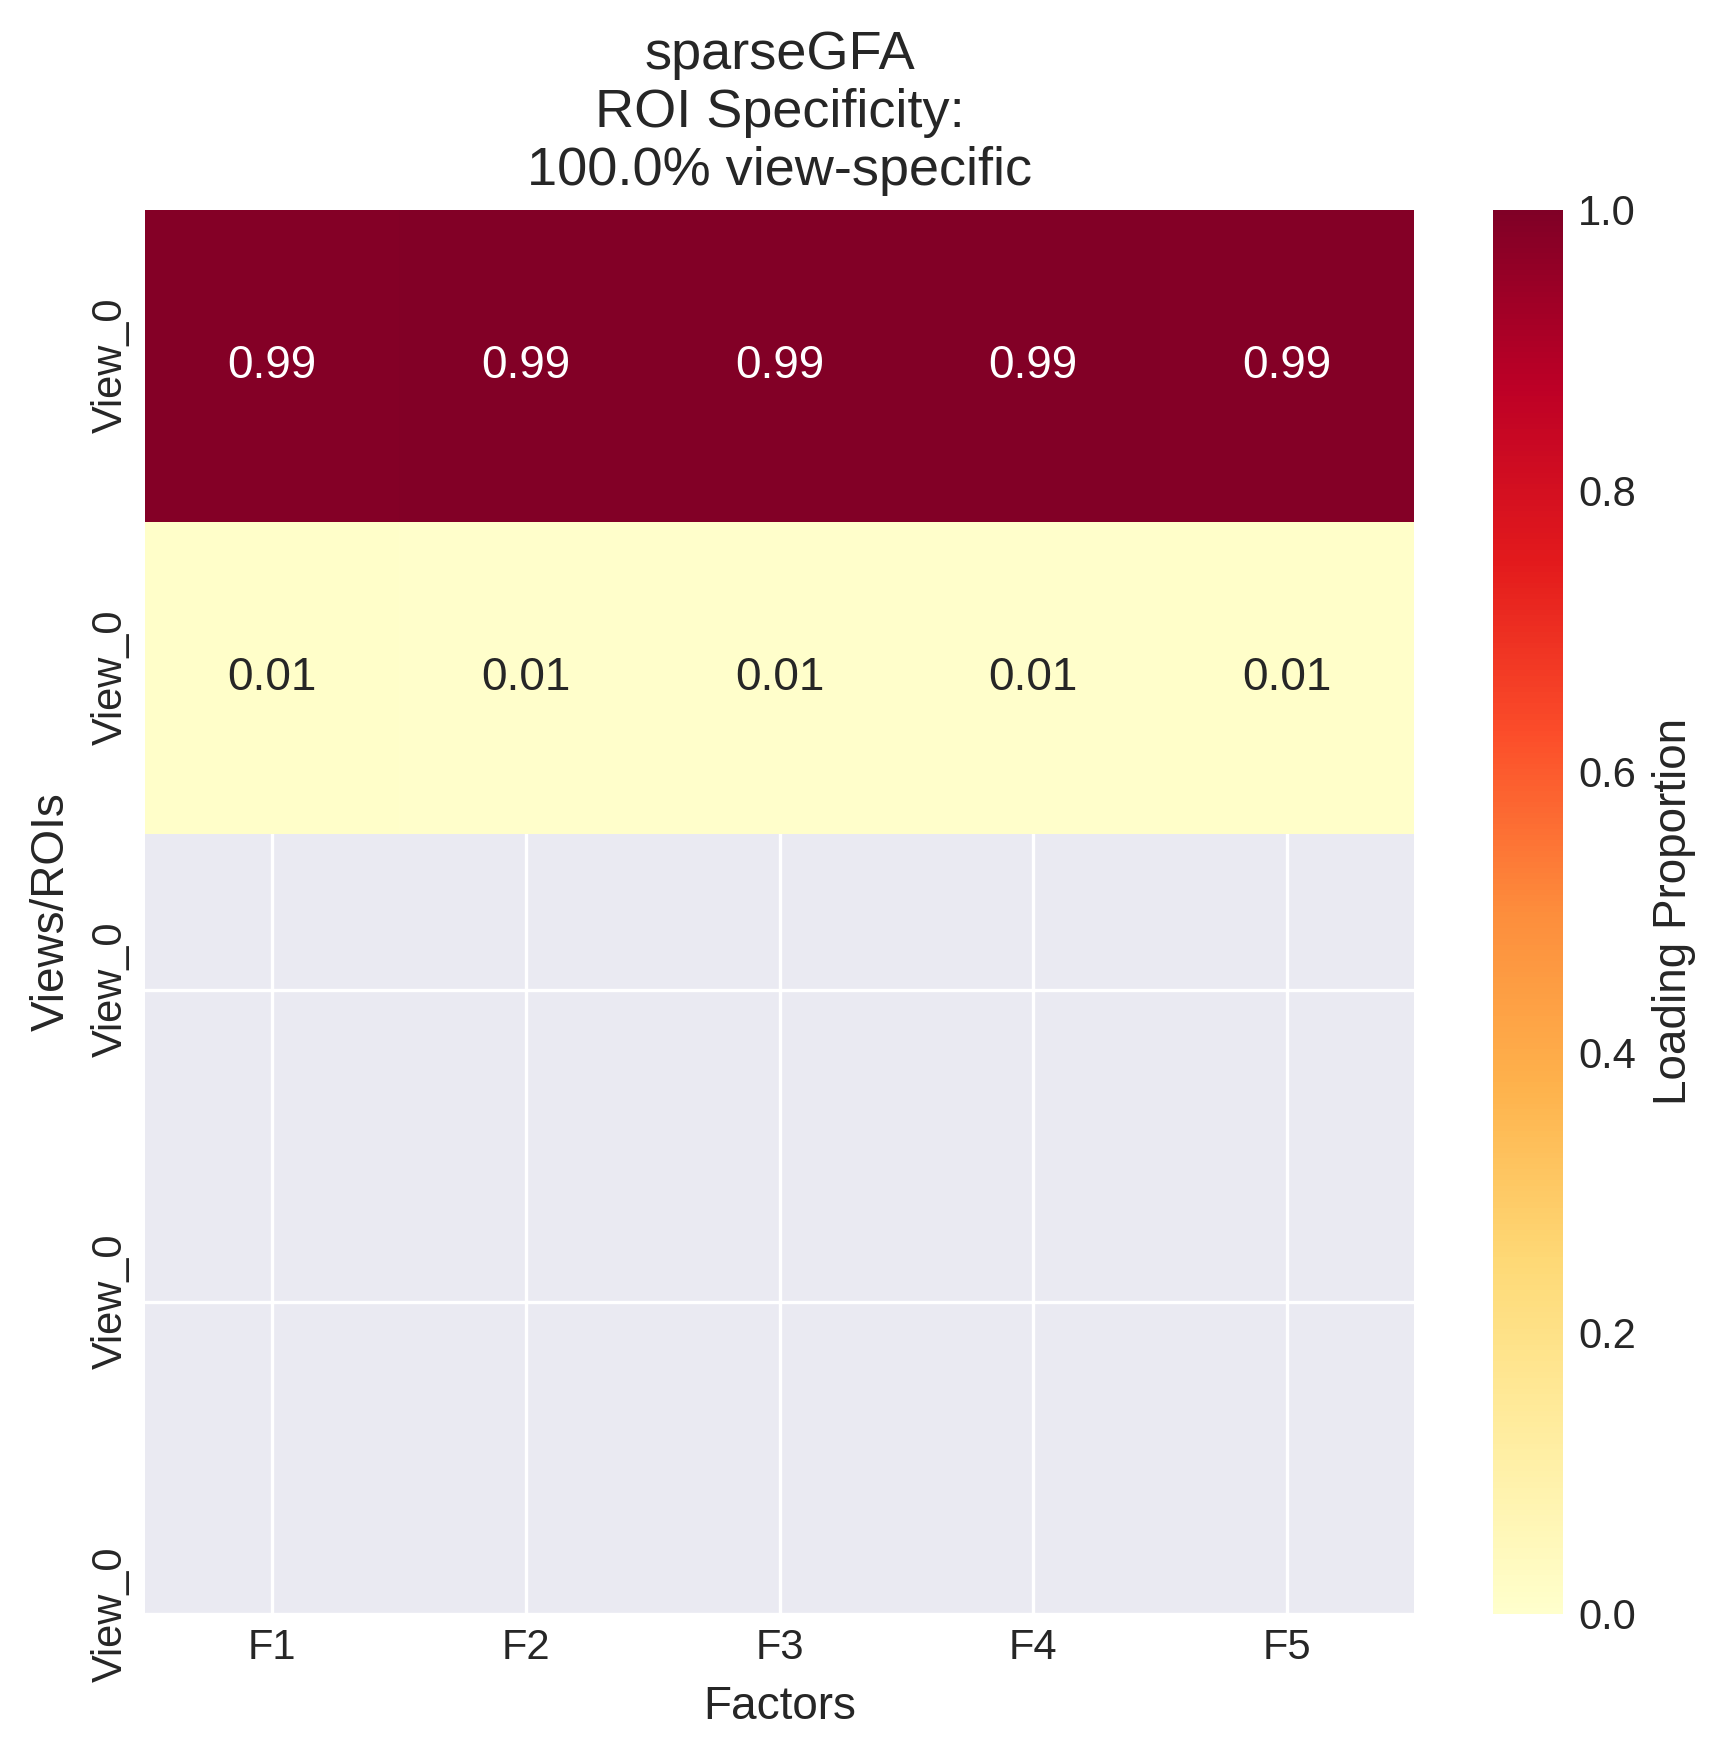 sparseGFA
ROI Specificity:
100.0% view-specific
Views/ROIs
View_0
0.99 0.99 0.99 0.99 0.99
View_0
0.01 0.01 0.01 0.01 0.01
View_0
View_0
View_0
F1 F2 F3 F4 F5
Factors
1.0
0.8
0.6
0.4
0.2
0.0
Loading Proportion